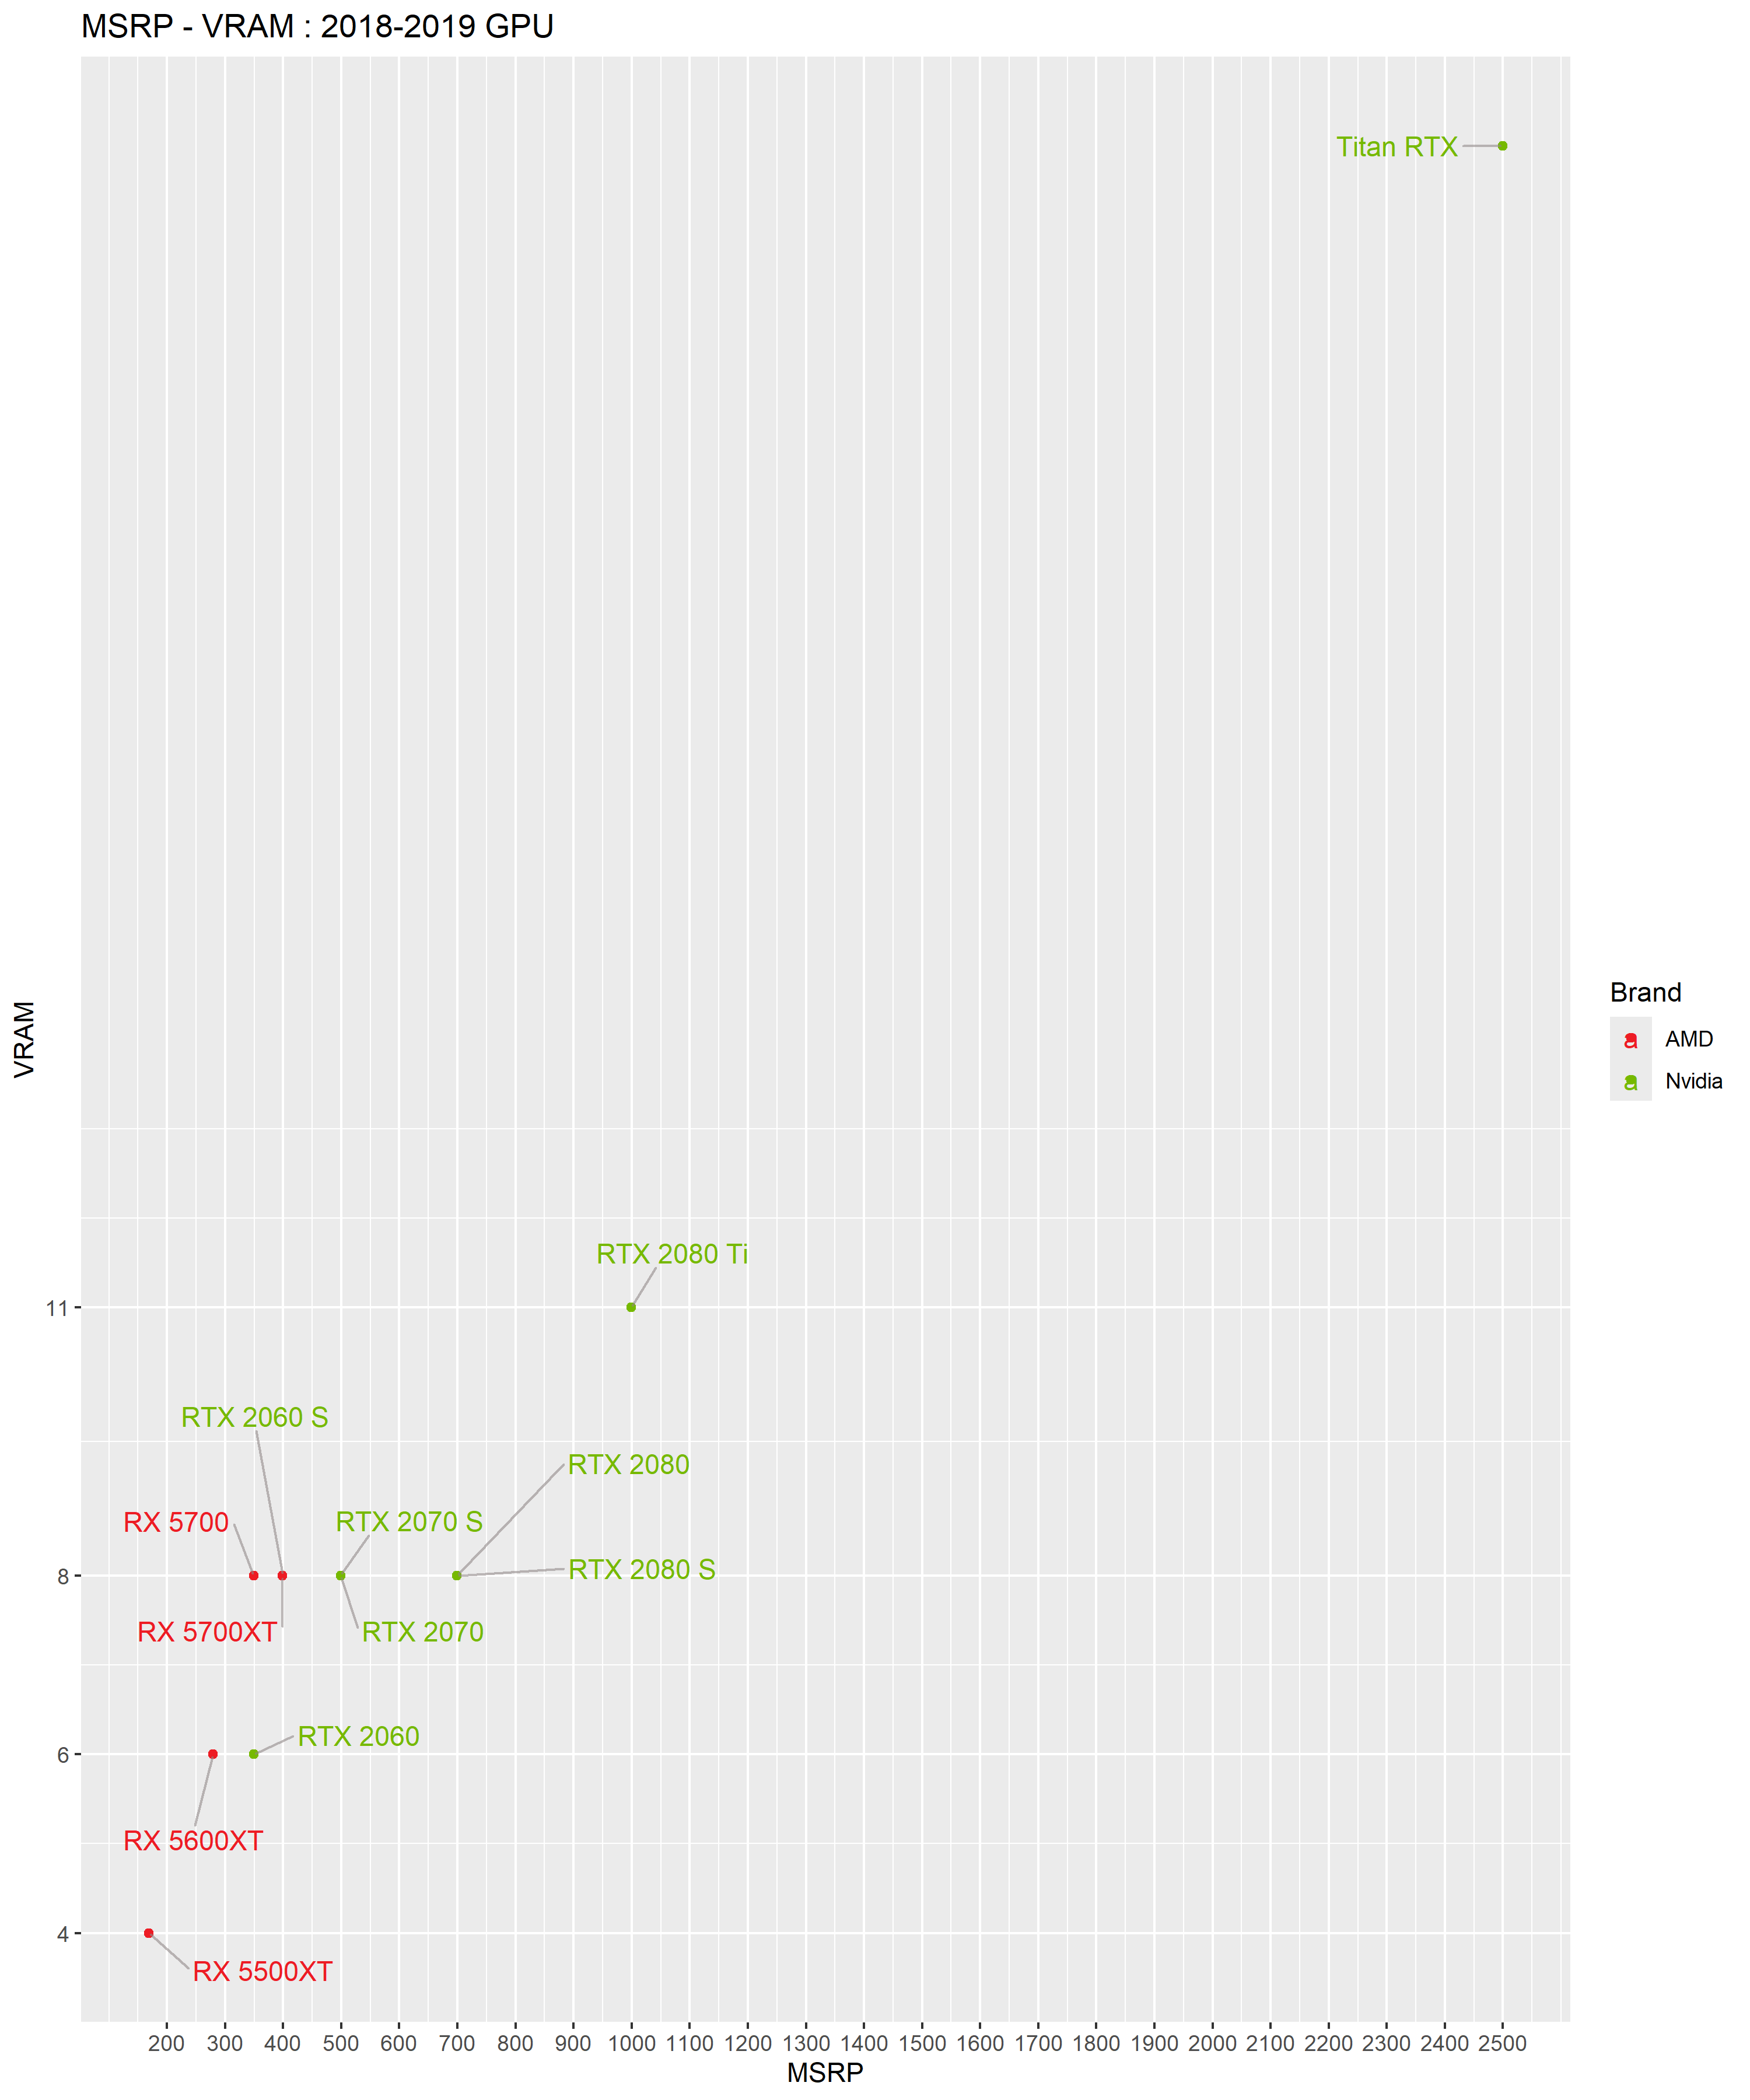 MSRP - VRAM : 2018-2019 GPU
Titan RTX
VRAM
Brand
a AMD
a Nvidia
RTX 2080 Ti
11
RTX 2060 S
RTX 2080
RX 5700
RTX 2070 S
RTX 2080 S
8
RX 5700XT
RTX 2070
RTX 2060
6
RX 5600XT
4
RX 5500XT
200 300 400 500 600 700 800 900 1000 1100 1200 1300 1400 1500 1600 1700 1800 1900 2000 2100 2200 2300 2400 2500
MSRP